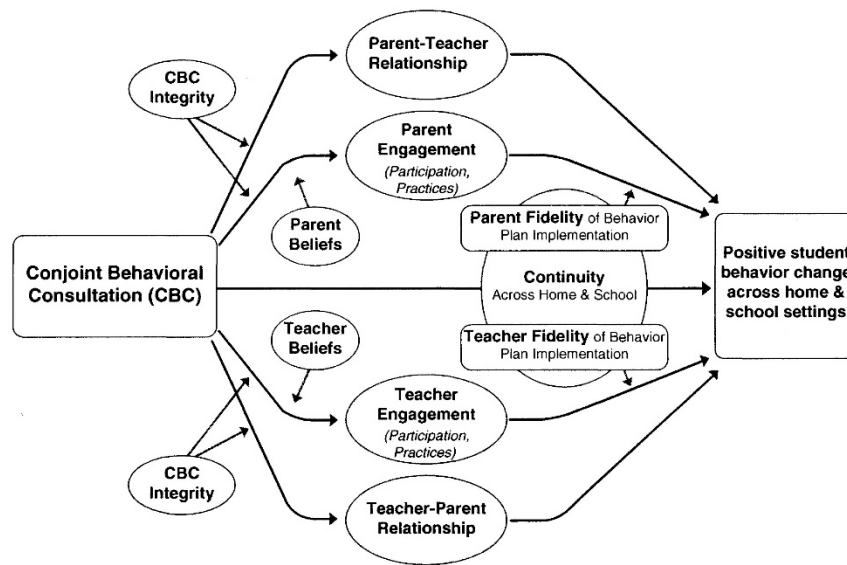 Parent-Teacher
Relationship
CBC
Integrity
Parent
Engagement
(Participation,
Practices)
Parent
Beliefs
Parent Fidelity of Behavior
Plan Implementation
Conjoint Behavioral
Consultation (CBC)
Continuity
Across Home & School
Positive student
behavior change
across home &
school settings
Teacher
Beliefs
Teacher Fidelity of Behavior
Plan Implementation
Teacher
Engagement
(Participation,
Practices)
CBC
Integrity
Teacher-Parent
Relationship